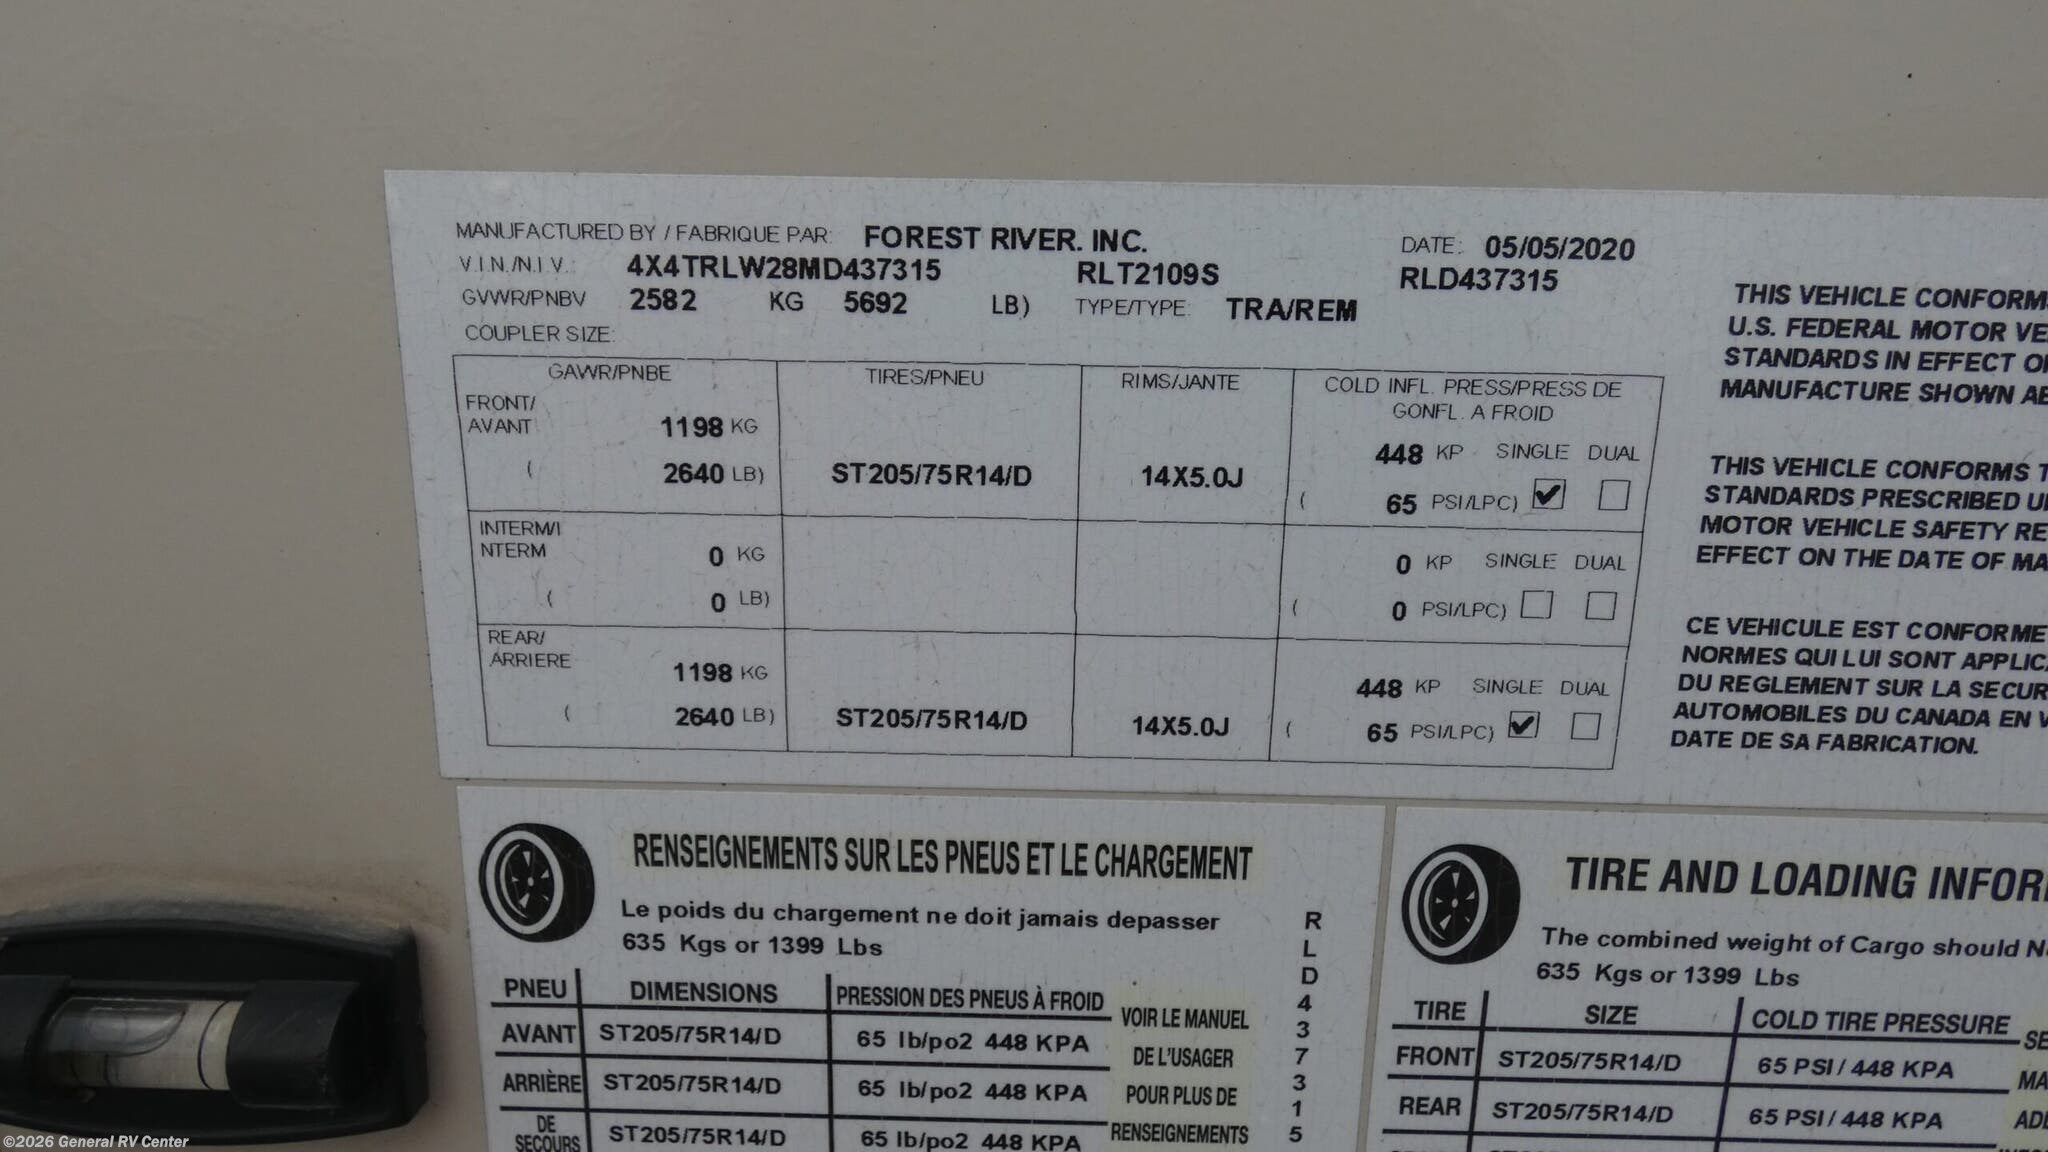 MANUFACTURED BY / FABRIQUE PAR: FOREST RIVER. INC. DATE: 05/05/2020
V.I.N./N.I.V.: 4X4TRLW28MD437315 RLT2109S RLD437315
GVWR/PNBV 2582 KG 5692 LB) TYPE/TYPE: TRA/REM
COUPLER SIZE:
GAWR/PNBE TIRES/PNEU RIMS/JANTE COLD INFL. PRESS/PRESS DE
GONFL. A FROID
FRONT/
AVANT 1198 KG 448 KP SINGLE DUAL
( 2640 LB) ST205/75R14/D 14X5.0J ( 65 PSI/LPC)
INTERM/I
NTERM 0 KG 0 KP SINGLE DUAL
( 0 LB) ( 0 PSI/LPC)
REAR/
ARRIERE 1198 KG 448 KP SINGLE DUAL
( 2640 LB) ST205/75R14/D 14X5.0J ( 65 PSI/LPC)
THIS VEHICLE CONFORM
U.S. FEDERAL MOTOR VE
STANDARDS IN EFFECT O
MANUFACTURE SHOWN AB
THIS VEHICLE CONFORMS T
STANDARDS PRESCRIBED U
MOTOR VEHICLE SAFETY RE
EFFECT ON THE DATE OF MA
CE VEHICULE EST CONFORME
NORMES QUI LUI SONT APPLIC
DU REGLEMENT SUR LA SECUR
AUTOMOBILES DU CANADA EN V
DATE DE SA FABRICATION.
RENSEIGNEMENTS SUR LES PNEUS ET LE CHARGEMENT
Le poids du chargement ne doit jamais depasser
635 Kgs or 1399 Lbs
PNEU DIMENSIONS PRESSION DES PNEUS À FROID
AVANT ST205/75R14/D 65 lb/po2 448 KPA
ARRIÈRE ST205/75R14/D 65 lb/po2 448 KPA
DE
SECOURS ST205/75R14/D 65 lb/po2 448 KPA
VOIR LE MANUEL
DE L'USAGER
POUR PLUS DE
RENSEIGNEMENTS
R
L
D
4
3
7
3
1
5
TIRE AND LOADING INFOR
The combined weight of Cargo should N
635 Kgs or 1399 Lbs
TIRE SIZE COLD TIRE PRESSURE
FRONT ST205/75R14/D 65 PSI / 448 KPA
REAR ST205/75R14/D 65 PSI / 448 KPA
SE
MA
ADD
©2026 General RV Center